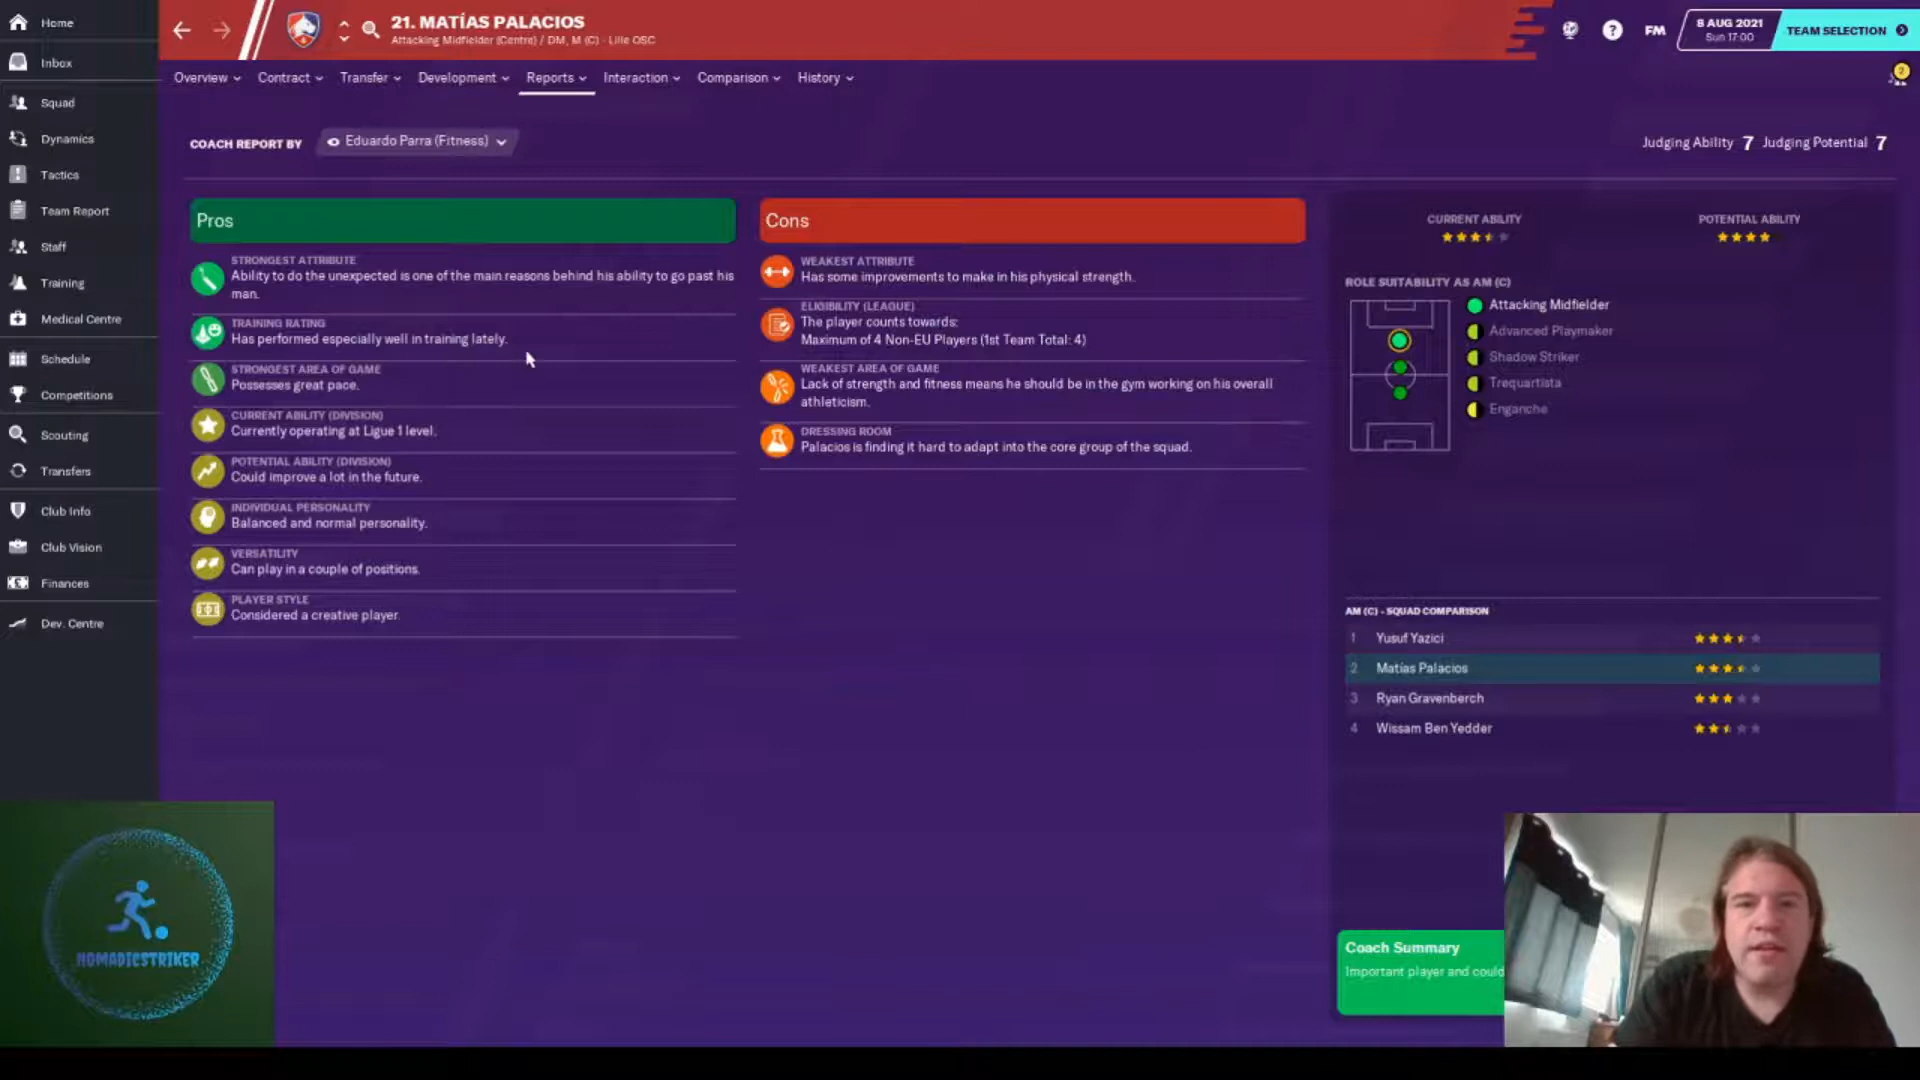 Home
Inbox
Squad
Dynamics
Tactics
Team Report
Staff
Training
Medical Centre
Schedule
Competitions
Scouting
Transfers
Club Info
Club Vision
Finances
Dev. Centre
21. MATÍAS PALACIOS
Attacking Midfielder (Centre) / DM, M (C) - Lille OSC
FM
8 AUG 2021
Sun 17:00
TEAM SELECTION
2
Overview Contract Transfer Development Reports Interaction Comparison History
COACH REPORT BY Eduardo Parra (Fitness)
Judging Ability 7 Judging Potential 7
Pros
STRONGEST ATTRIBUTE
Ability to do the unexpected is one of the main reasons behind his ability to go past his
man.
TRAINING RATING
Has performed especially well in training lately.
STRONGEST AREA OF GAME
Possesses great pace.
CURRENT ABILITY (DIVISION)
Currently operating at Ligue 1 level.
POTENTIAL ABILITY (DIVISION)
Could improve a lot in the future.
INDIVIDUAL PERSONALITY
Balanced and normal personality.
VERSATILITY
Can play in a couple of positions.
PLAYER STYLE
Considered a creative player.
Cons
WEAKEST ATTRIBUTE
Has some improvements to make in his physical strength.
ELIGIBILITY (LEAGUE)
The player counts towards:
Maximum of 4 Non-EU Players (1st Team Total: 4)
WEAKEST AREA OF GAME
Lack of strength and fitness means he should be in the gym working on his overall
athleticism.
DRESSING ROOM
Palacios is finding it hard to adapt into the core group of the squad.
CURRENT ABILITY
POTENTIAL ABILITY
ROLE SUITABILITY AS AM (C)
Attacking Midfielder
Advanced Playmaker
Shadow Striker
Trequartista
Enganche
AM (C) - SQUAD COMPARISON
1 Yusuf Yazici
2 Matías Palacios
3 Ryan Gravenberch
4 Wissam Ben Yedder
Coach Summary
Important player and could
NOMADICSTRIKER